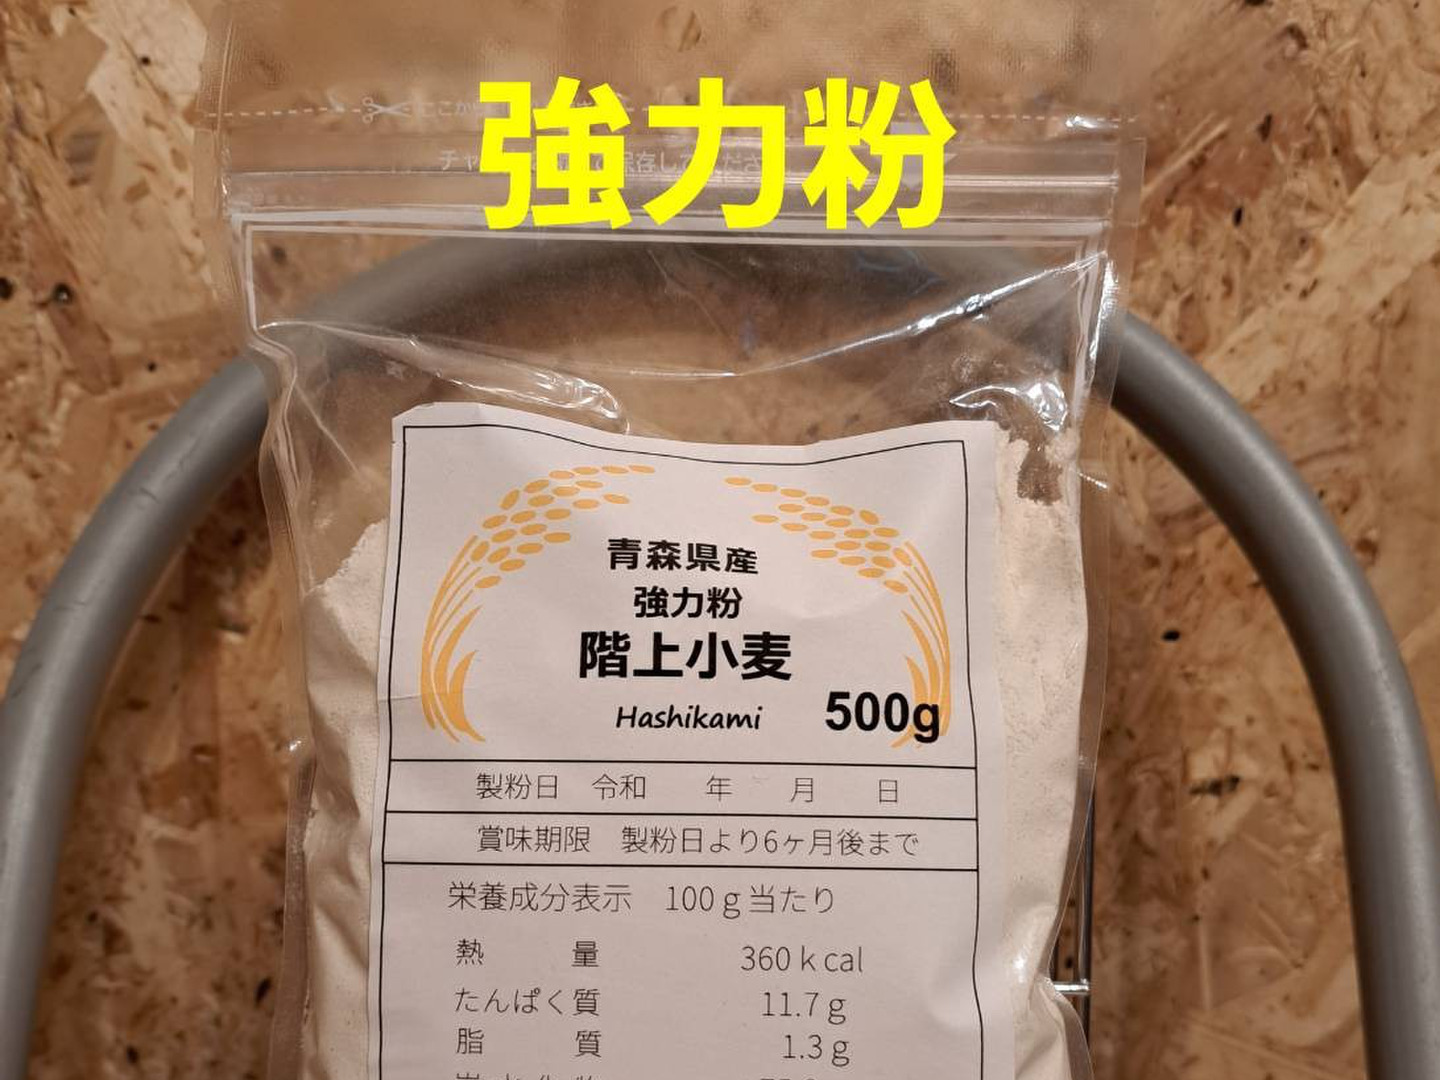 強力粉
青森県産
強力粉
階上小麦
Hashikami
500g
製粉日 令和 年 月 日
賞味期限 製粉日より6ヶ月後まで
栄養成分表示 100g当たり
熱量 360kcal
たんぱく質 11.7g
脂質 1.3g